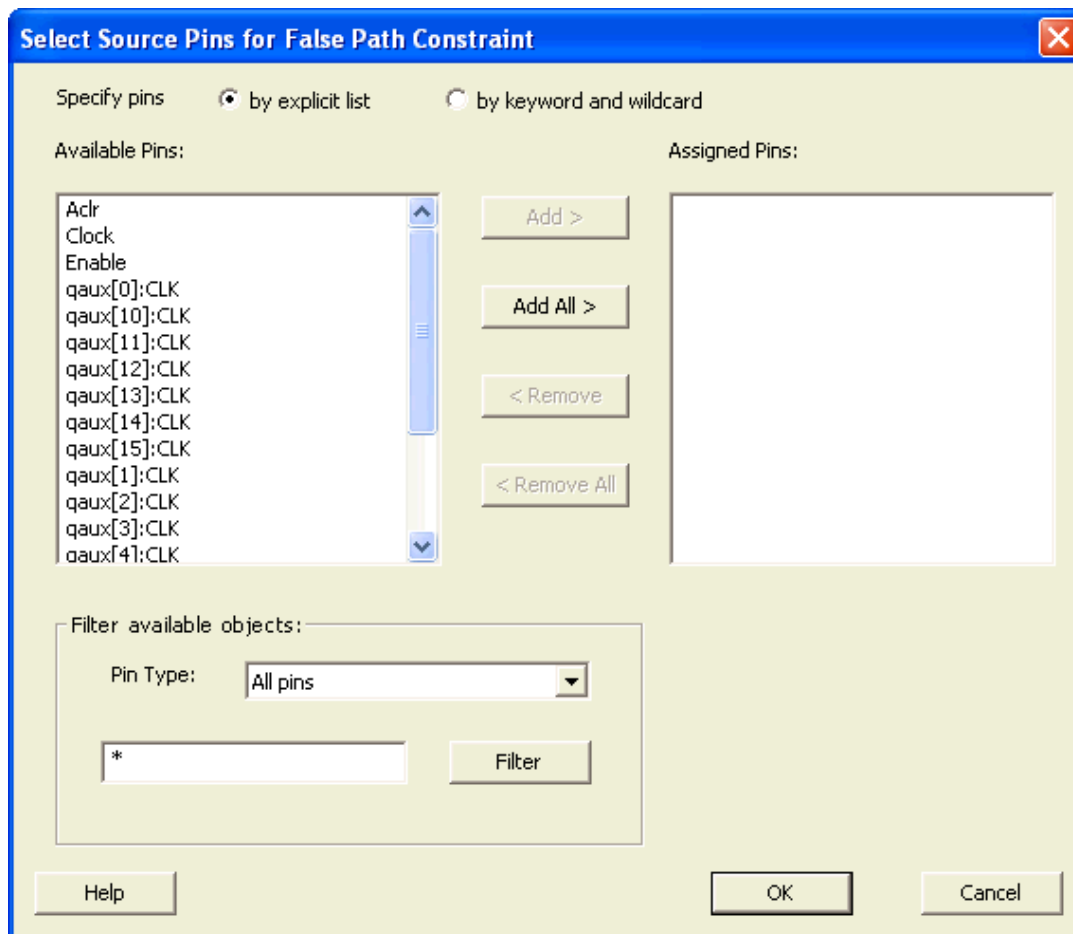 Select Source Pins for False Path Constraint
Specify pins by explicit list by keyword and wildcard
Available Pins: Assigned Pins:
Aclr
Clock
Enable
qaux[0]:CLK
qaux[10]:CLK
qaux[11]:CLK
qaux[12]:CLK
qaux[13]:CLK
qaux[14]:CLK
qaux[15]:CLK
qaux[1]:CLK
qaux[2]:CLK
qaux[3]:CLK
qaux[4]:CLK
Add >
Add All >
< Remove
< Remove All
Filter available objects:
Pin Type: All pins
* Filter
Help OK Cancel